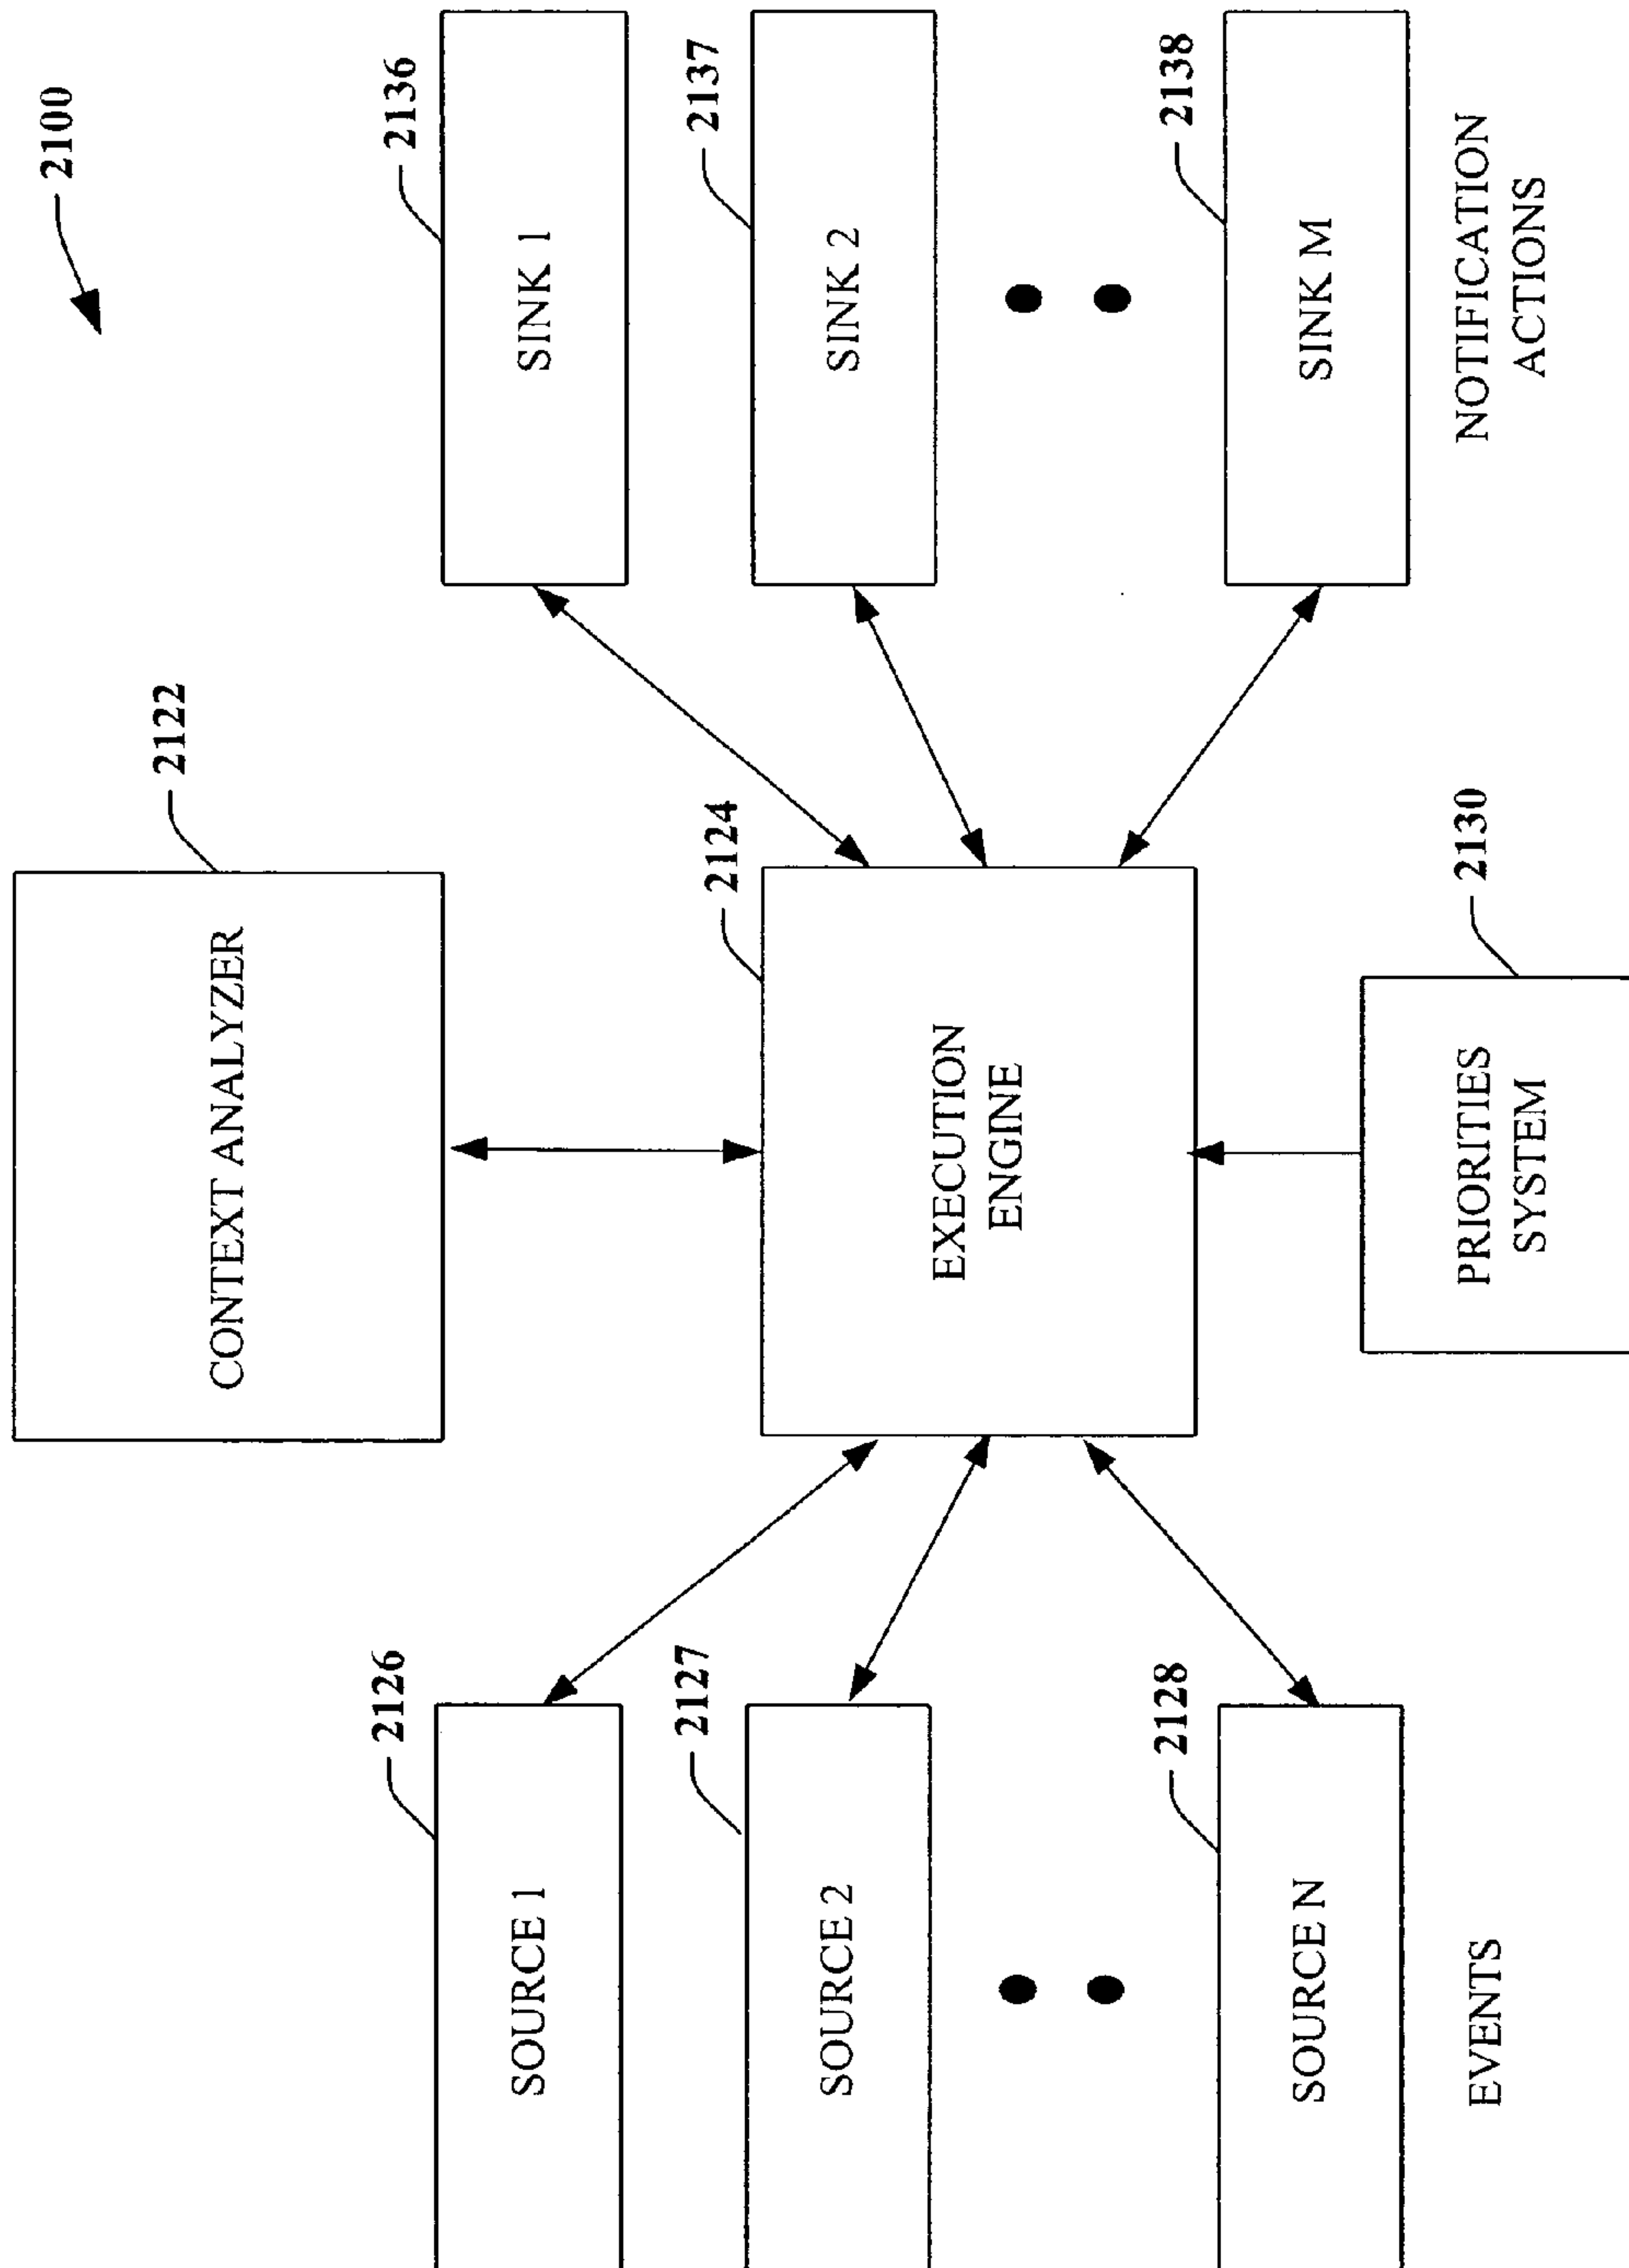 2100
2122
CONTEXT ANALYZER
2126
SOURCE 1
2124
2136
SINK 1
2127
SOURCE 2
EXECUTION
ENGINE
2137
SINK 2
2128
SOURCE N
2138
SINK M
EVENTS
2130
PRIORITIES
SYSTEM
NOTIFICATION
ACTIONS